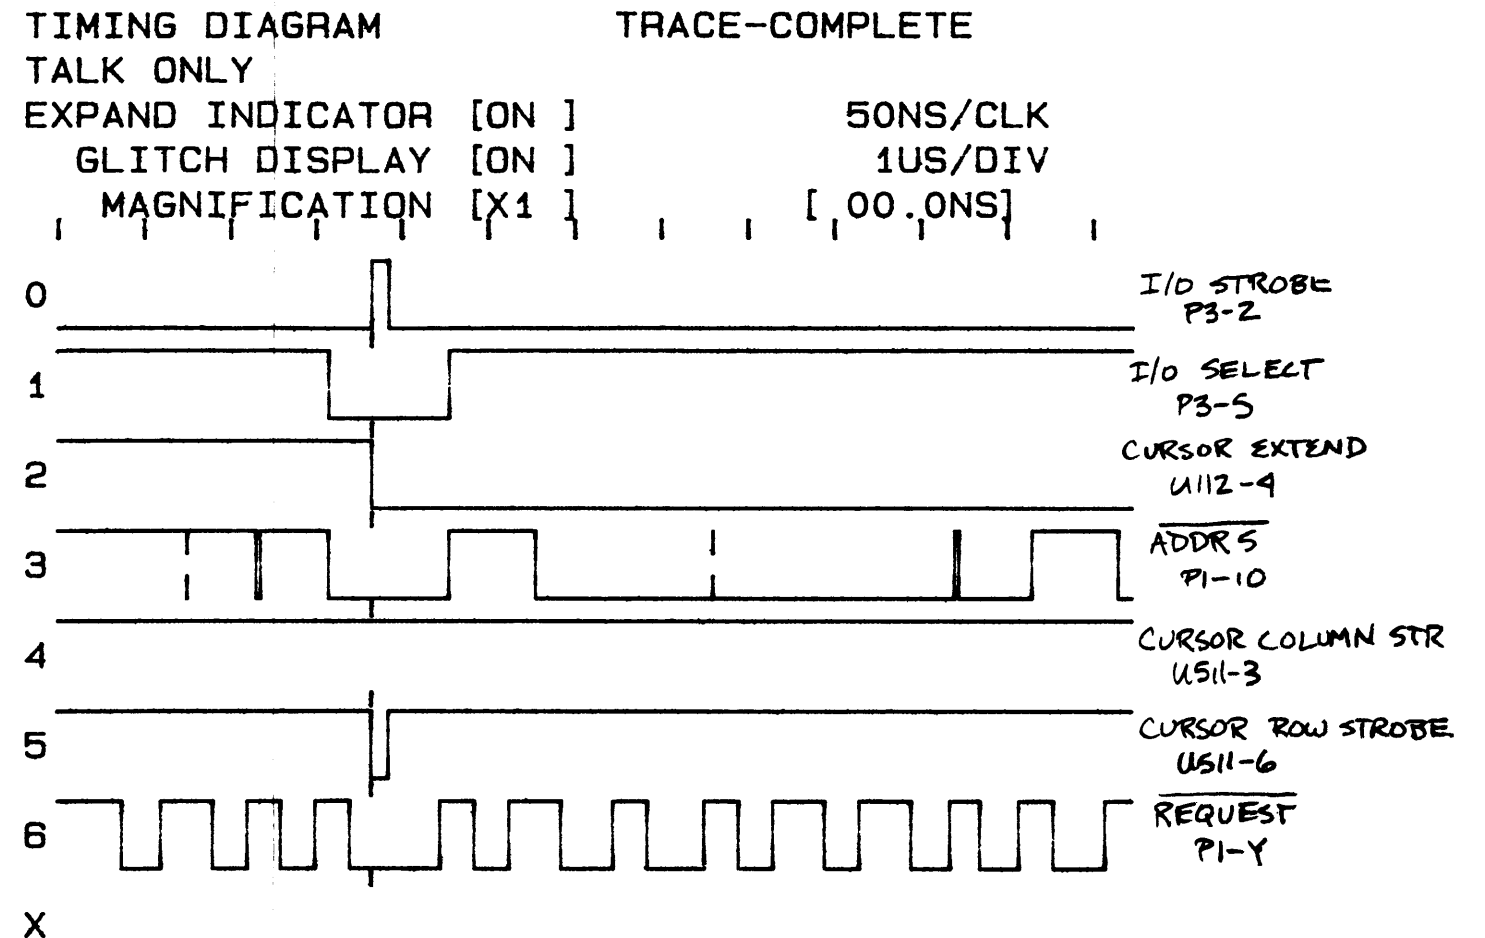 TIMING DIAGRAM TRACE-COMPLETE
TALK ONLY
EXPAND INDICATOR [ON ] 50NS/CLK
GLITCH DISPLAY [ON ] 1US/DIV
MAGNIFICATION [X1 ] [ 00.0NS]
0 I/O STROBE
P3-2
1 I/O SELECT
P3-5
2 CURSOR EXTEND
U112-4
3 ADDR 5
P1-10
4 CURSOR COLUMN STR
U511-3
5 CURSOR ROW STROBE
U511-6
6 REQUEST
P1-Y
X